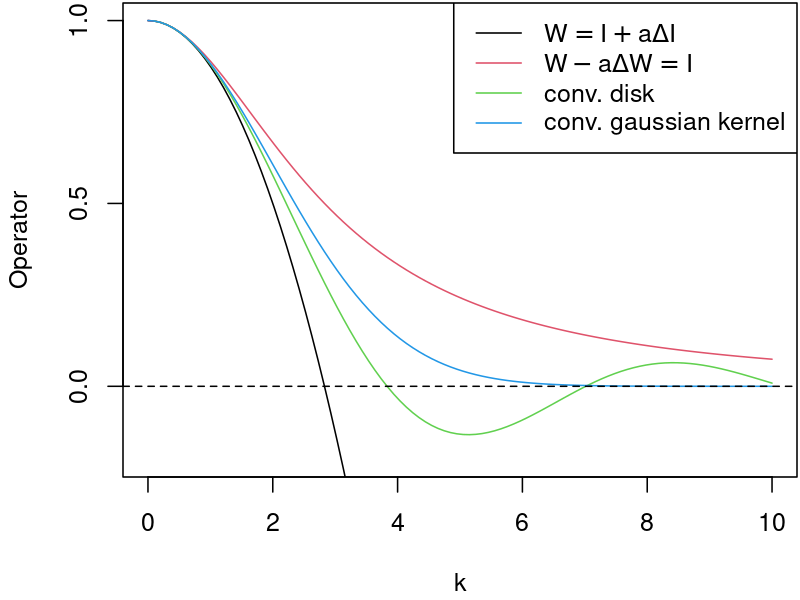 W = I + aΔI
W − aΔW = I
conv. disk
conv. gaussian kernel
Operator
1.0
0.5
0.0
0 2 4 6 8 10
k